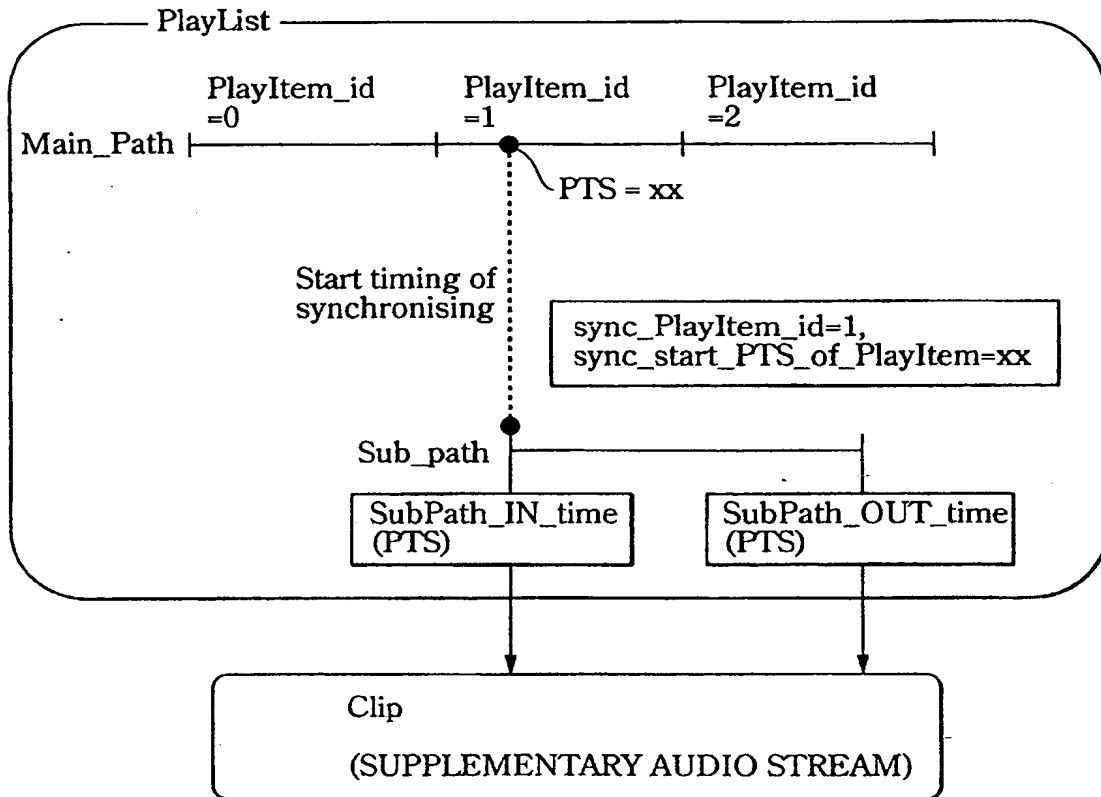 PlayList
PlayItem_id
=0
PlayItem_id
=1
PlayItem_id
=2
Main_Path
PTS = xx
Start timing of
synchronising
sync_PlayItem_id=1,
sync_start_PTS_of_PlayItem=xx
Sub_path
SubPath_IN_time
(PTS)
SubPath_OUT_time
(PTS)
Clip
(SUPPLEMENTARY AUDIO STREAM)